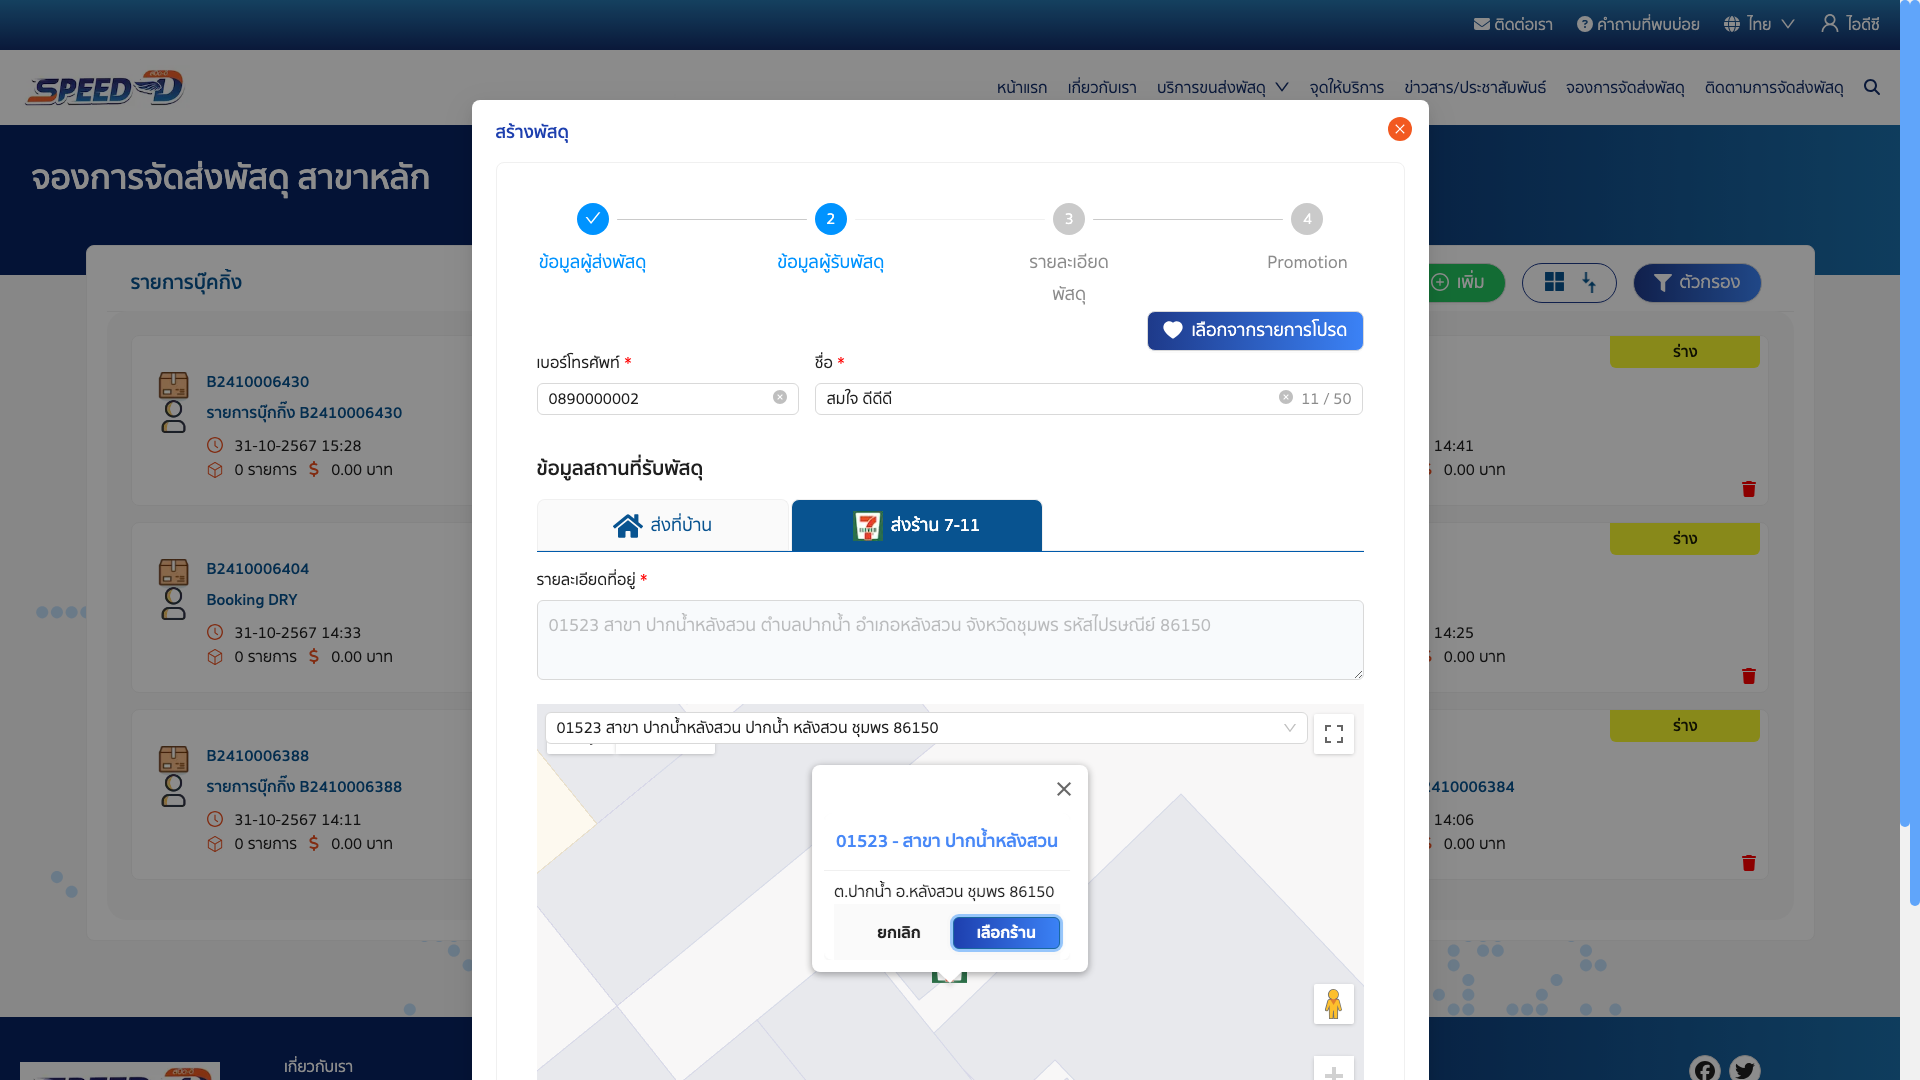 ติดต่อเรา
คำถามที่พบบ่อย
ไทย
ไอดีซี
SPEED-D
หน้าแรก
เกี่ยวกับเรา
บริการขนส่งพัสดุ
จุดให้บริการ
ข่าวสาร/ประชาสัมพันธ์
จองการจัดส่งพัสดุ
ติดตามการจัดส่งพัสดุ
จองการจัดส่งพัสดุ สาขาหลัก
รายการบุ๊คกิ้ง
เพิ่ม
ตัวกรอง
B2410006430
รายการบุ๊กกิ๊ง B2410006430
31-10-2567 15:28
0 รายการ
0.00 บาท
B2410006404
Booking DRY
31-10-2567 14:33
0 รายการ
0.00 บาท
B2410006388
รายการบุ๊กกิ๊ง B2410006388
31-10-2567 14:11
0 รายการ
0.00 บาท
สร้างพัสดุ
2
3
4
ข้อมูลผู้ส่งพัสดุ
ข้อมูลผู้รับพัสดุ
รายละเอียด
พัสดุ
Promotion
เลือกจากรายการโปรด
เบอร์โทรศัพท์ *
ชื่อ *
0890000002
สมใจ ดีดีดี
11 / 50
ข้อมูลสถานที่รับพัสดุ
ส่งที่บ้าน
ส่งร้าน 7-11
รายละเอียดที่อยู่ *
01523 สาขา ปากน้ำหลังสวน ตำบลปากน้ำ อำเภอหลังสวน จังหวัดชุมพร รหัสไปรษณีย์ 86150
01523 สาขา ปากน้ำหลังสวน ปากน้ำ หลังสวน ชุมพร 86150
01523 - สาขา ปากน้ำหลังสวน
ต.ปากน้ำ อ.หลังสวน ชุมพร 86150
ยกเลิก
เลือกร้าน
ร่าง
14:41
0.00 บาท
ร่าง
14:25
0.00 บาท
ร่าง
2410006384
14:06
0.00 บาท
เกี่ยวกับเรา